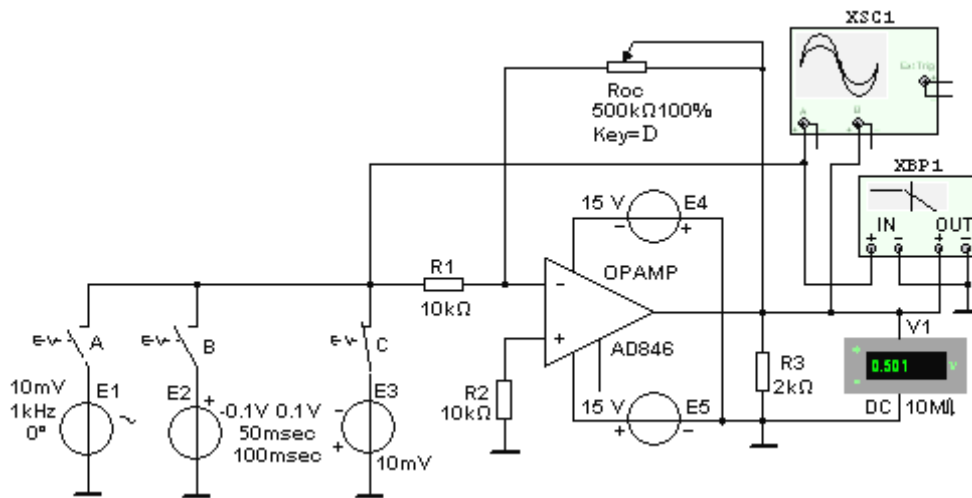 XSC1
Ext Trig
A
B
Roc
500kΩ100%
Key=D
XBP1
IN
OUT
15 V
E4
R1
10kΩ
OPAMP
AD846
A
B
C
R2
10kΩ
R3
2kΩ
V1
0.501
v
DC 10MΩ
10mV
1kHz
0°
E1
E2
-0.1V 0.1V
50msec
100msec
E3
10mV
15 V
E5